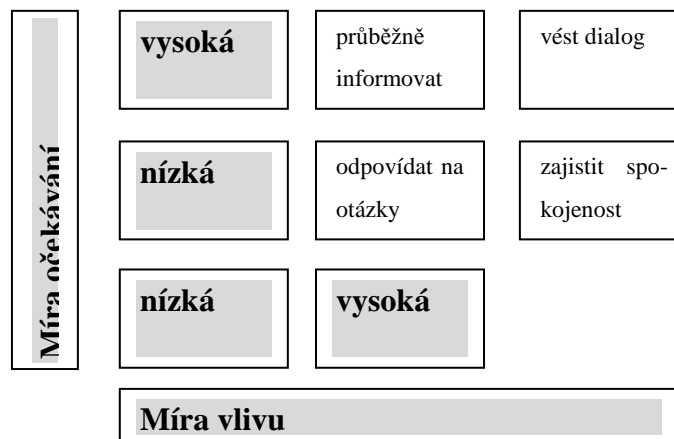 Míra očekávání
vysoká
průběžně
informovat
vést dialog
nízká
odpovídat na
otázky
zajistit spo-
kojenost
nízká
vysoká
Míra vlivu